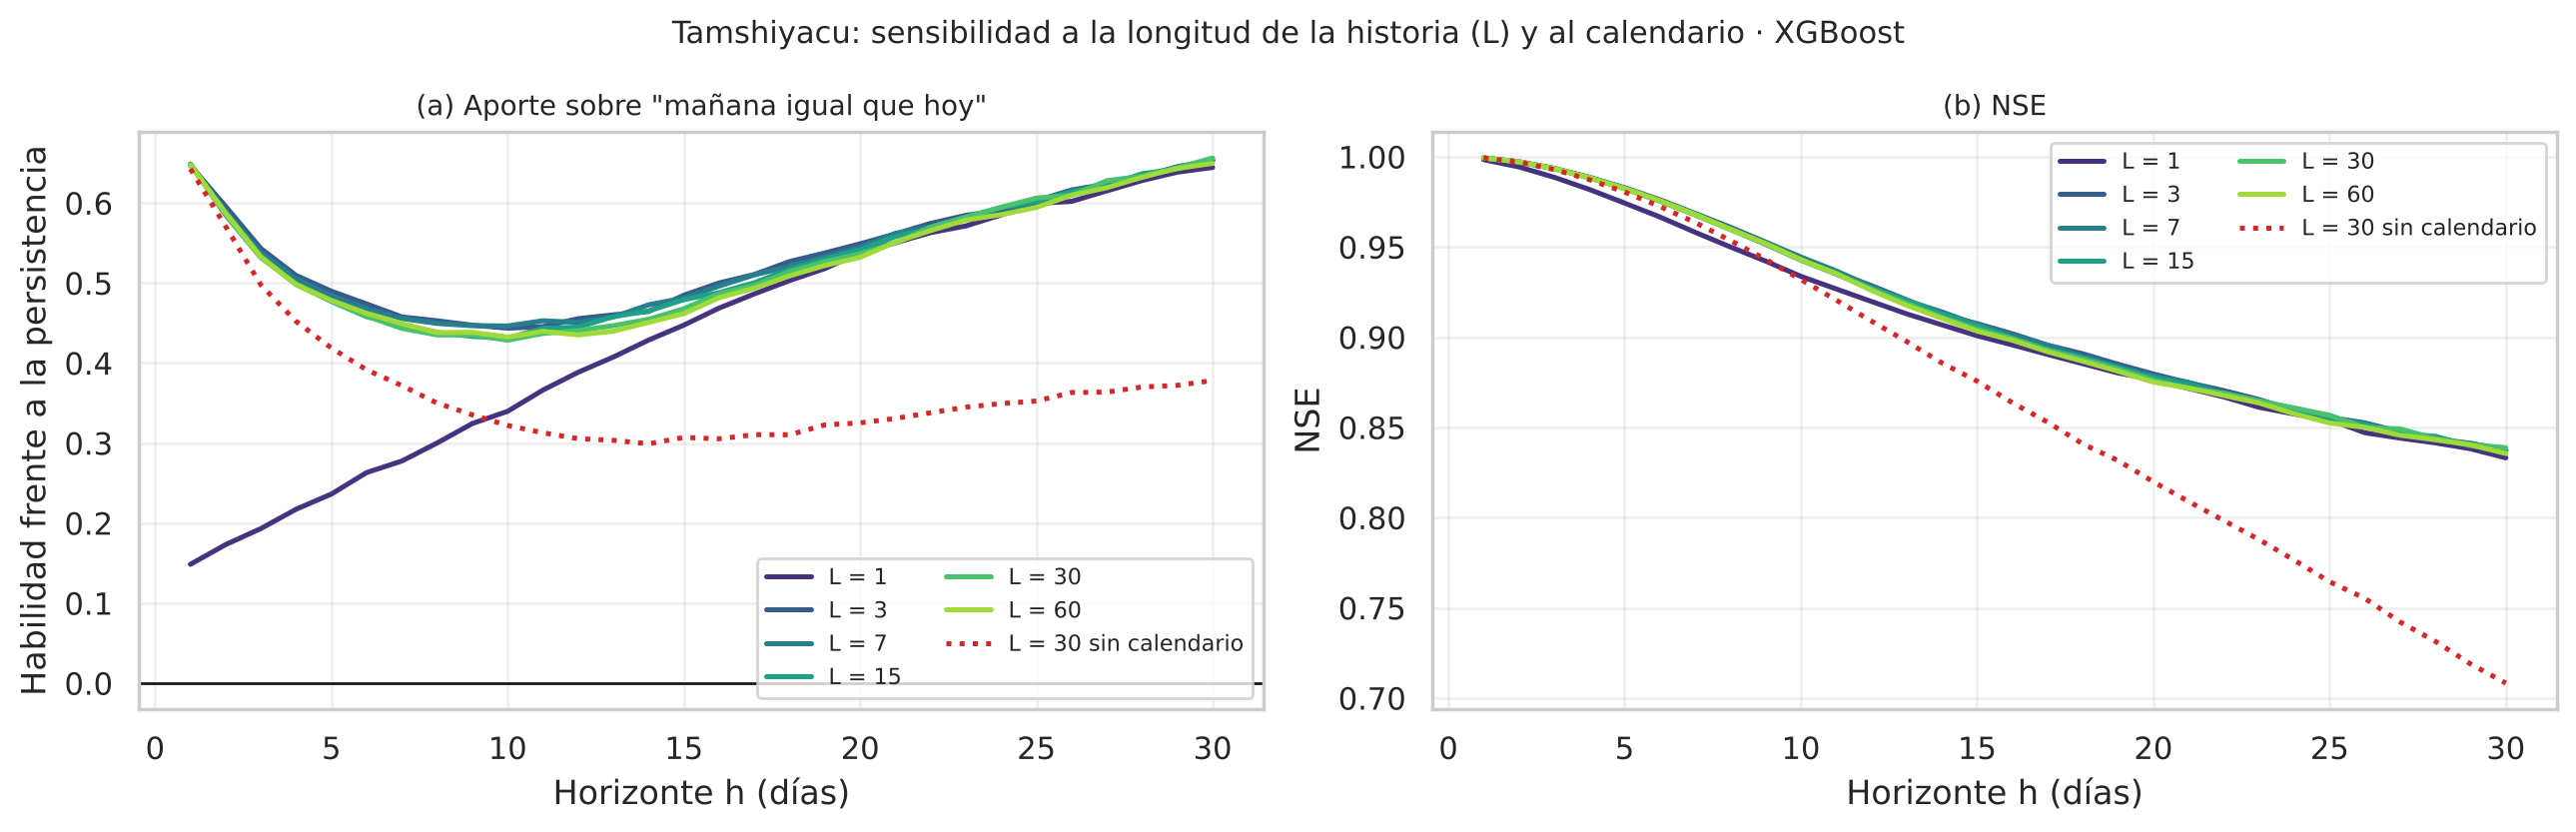 Tamshiyacu: sensibilidad a la longitud de la historia (L) y al calendario · XGBoost
(a) Aporte sobre "mañana igual que hoy"
Habilidad frente a la persistencia
0.6
0.5
0.4
0.3
0.2
0.1
0.0
L = 1
L = 3
L = 7
L = 15
L = 30
L = 60
L = 30 sin calendario
0 5 10 15 20 25 30
Horizonte h (días)
(b) NSE
NSE
1.00
0.95
0.90
0.85
0.80
0.75
0.70
L = 1
L = 3
L = 7
L = 15
L = 30
L = 60
L = 30 sin calendario
0 5 10 15 20 25 30
Horizonte h (días)